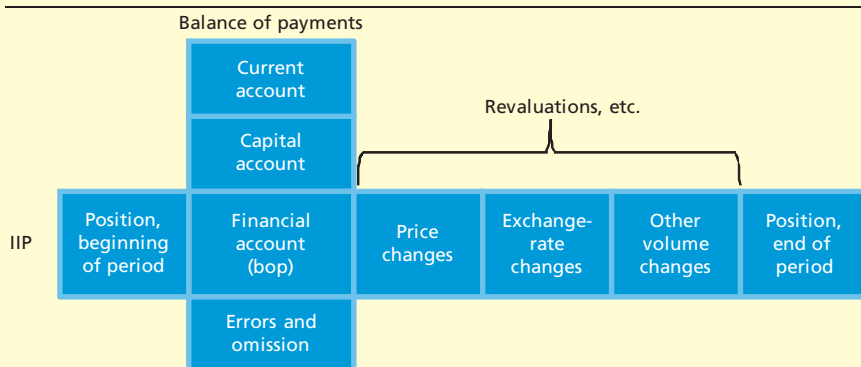 Balance of payments
Current
account
Capital
account
Revaluations, etc.
IIP
Position,
beginning
of period
Financial
account
(bop)
Price
changes
Exchange-
rate
changes
Other
volume
changes
Position,
end of
period
Errors and
omission